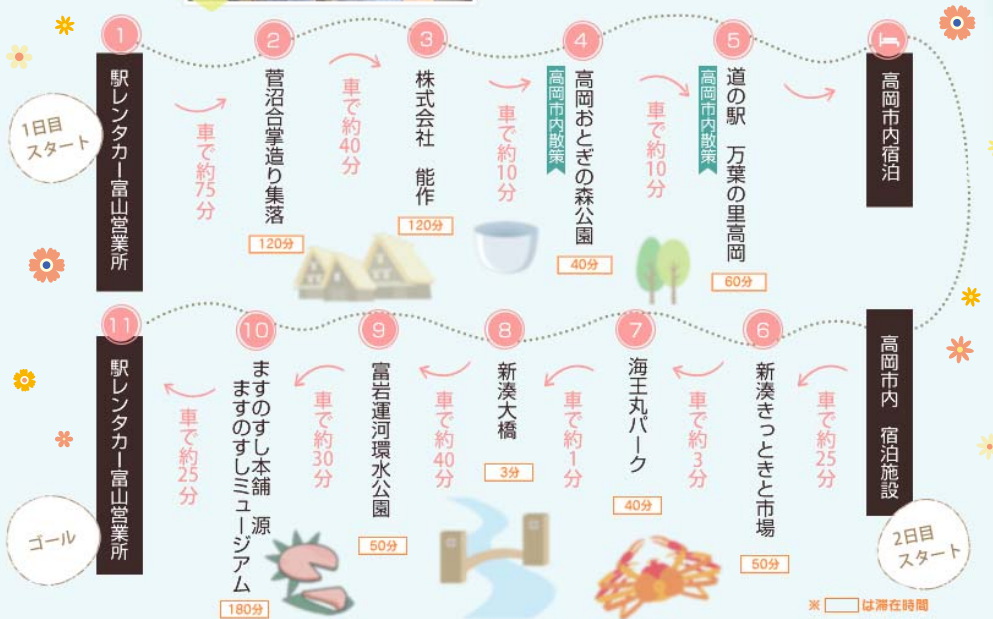 1日目
スタート
1
駅レンタカー富山営業所
車で約75分
2
菅沼合掌造り集落
120分
車で約40分
3
株式会社 能作
120分
車で約10分
4
高岡おとぎの森公園
高岡市内散策
40分
車で約10分
5
道の駅 万葉の里高岡
高岡市内散策
60分
高岡市内宿泊
2日目
スタート
高岡市内 宿泊施設
車で約25分
6
新湊きっときと市場
50分
車で約3分
7
海王丸パーク
40分
車で約1分
8
新湊大橋
3分
車で約40分
9
富岩運河環水公園
50分
車で約30分
10
ますのすし本舗 源
ますのすしミュージアム
180分
車で約25分
11
駅レンタカー富山営業所
ゴール
※ は滞在時間